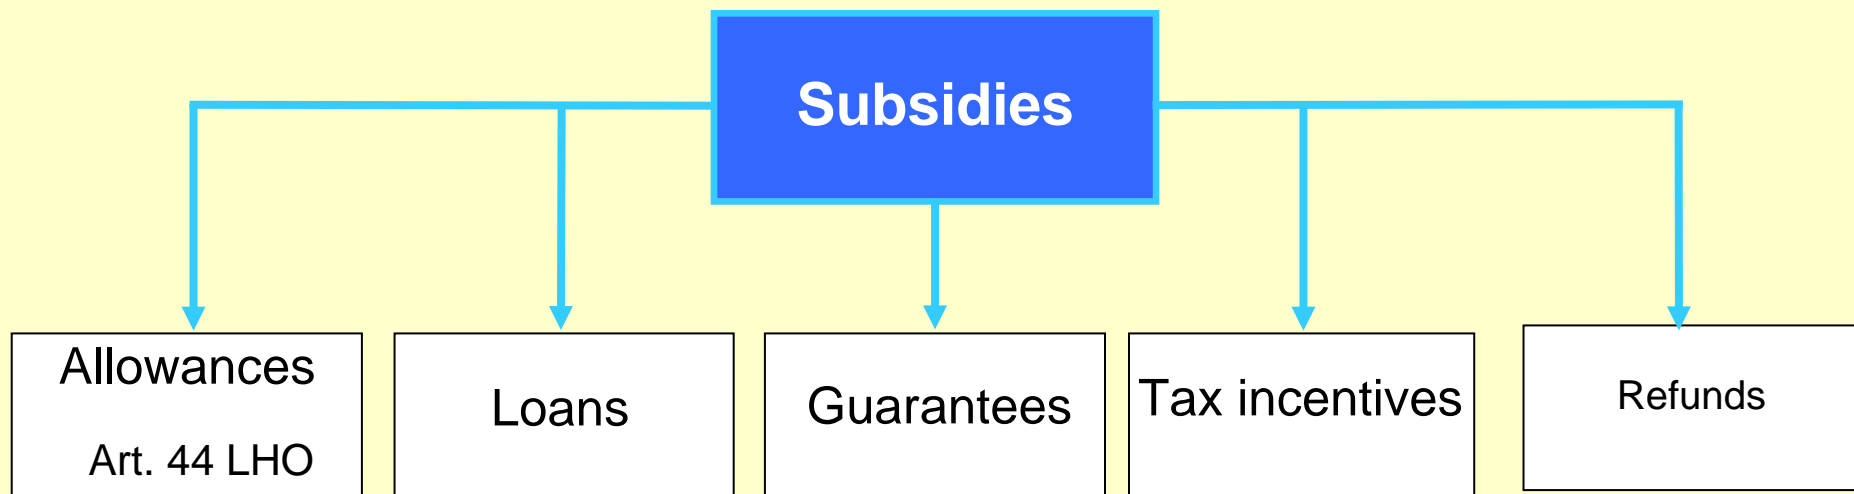 Subsidies
Allowances
Art. 44 LHO
Loans
Guarantees
Tax incentives
Refunds